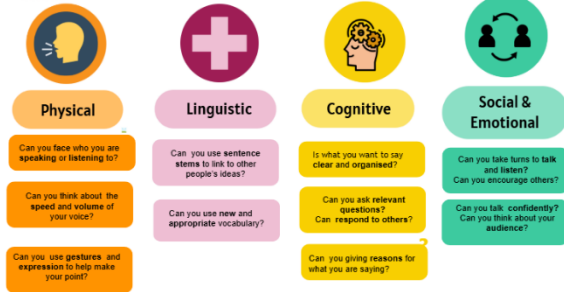 Physical
Can you face who you are
speaking or listening to?
Can you think about the
speed and volume of
your voice?
Can you use gestures and
expression to help make
your point?
Linguistic
Can you use sentence
stems to link to other
people's ideas?
Can you use new and
appropriate vocabulary?
Cognitive
Is what you want to say
clear and organised?
Can you ask relevant
questions?
Can respond to others?
?
Can you giving reasons for
what you are saying?
Social &
Emotional
Can you take turns to talk
and listen?
Can you encourage others?
Can you talk confidently?
Can you think about your
audience?